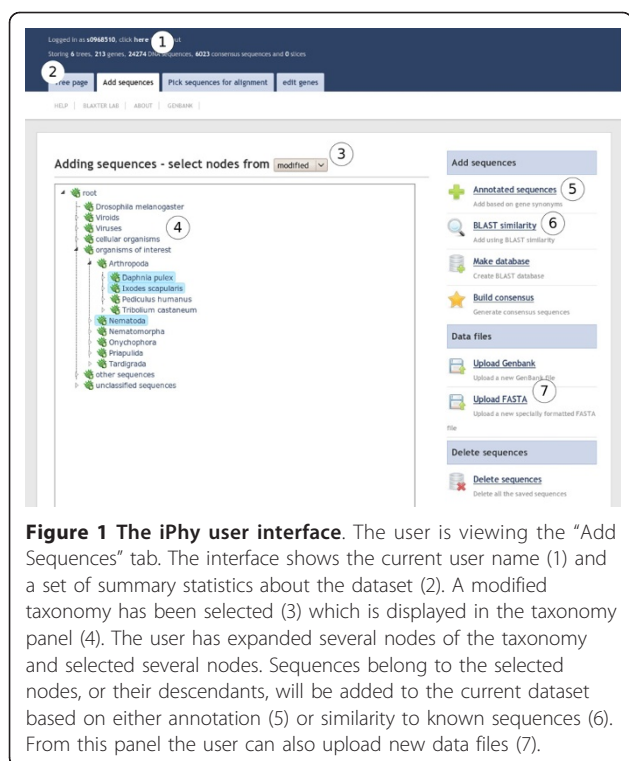 Logged in as s0968510, click here out
1
Storing 6 trees, 213 genes, 24274 DNA sequences, 6023 consensus sequences and 0 slices
2
ree page
Add sequences
Pick sequences for alignment
edit genes
HELP | BLAXTER LAB | ABOUT | GENBANK |
Adding sequences - select nodes from modified
3
root
Drosophila melanogaster
Viroids
Viruses
4
cellular organisms
organisms of interest
Arthropoda
Daphnia pulex
Ixodes scapularis
Pediculus humanus
Tribolium castaneum
Nematoda
Nematomorpha
Onychophora
Priapulida
Tardigrada
other sequences
unclassified sequences
Add sequences
Annotated sequences
5
Add based on gene synonyms
BLAST similarity
6
Add using BLAST similarity
Make database
Create BLAST database
Build consensus
Generate consensus sequences
Data files
Upload Genbank
Upload a new GenBank file
Upload FASTA
7
Upload a new specially formatted FASTA
file
Delete sequences
Delete sequences
Delete all the saved sequences
Figure 1 The iPhy user interface. The user is viewing the “Add
Sequences” tab. The interface shows the current user name (1) and
a set of summary statistics about the dataset (2). A modified
taxonomy has been selected (3) which is displayed in the taxonomy
panel (4). The user has expanded several nodes of the taxonomy
and selected several nodes. Sequences belong to the selected
nodes, or their descendants, will be added to the current dataset
based on either annotation (5) or similarity to known sequences (6).
From this panel the user can also upload new data files (7).